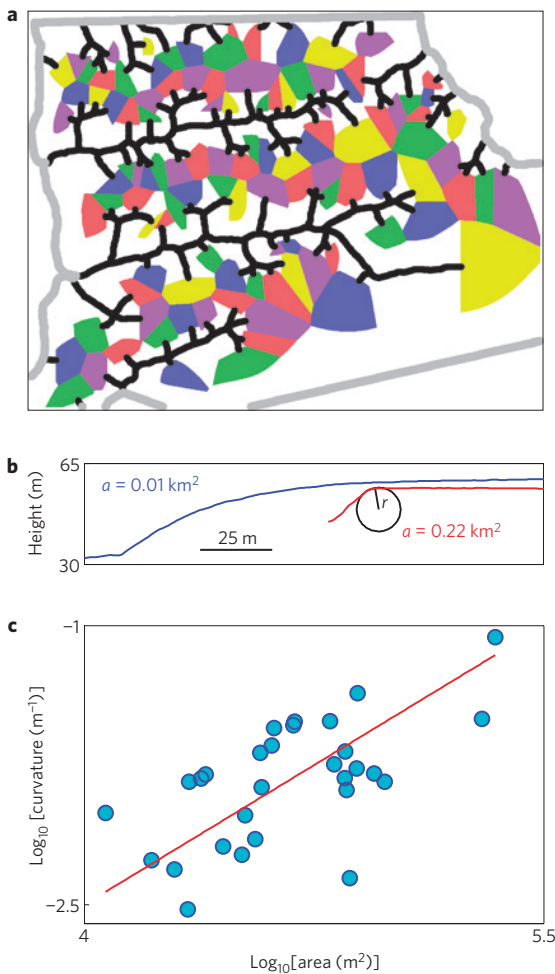 a
b
65
Height (m)
30
a = 0.01 km²
25 m
r
a = 0.22 km²
c
−1
Log₁₀ [curvature (m⁻¹)]
−2.5
4
5.5
Log₁₀[area (m²)]